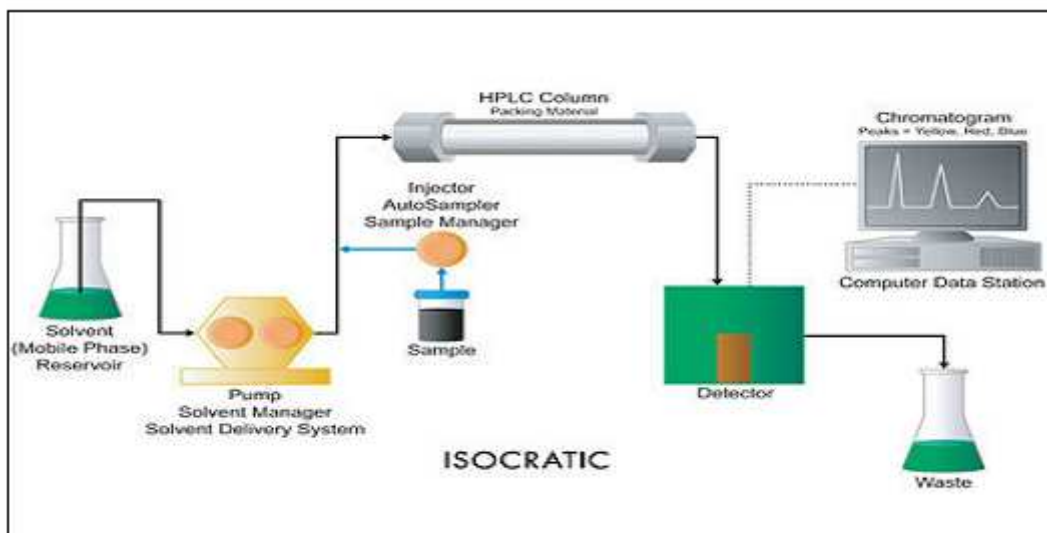 HPLC Column
Packing Material
Chromatogram
Peaks = Yellow, Red, Blue
Injector
AutoSampler
Sample Manager
Solvent
(Mobile Phase)
Reservoir
Sample
Computer Data Station
Pump
Solvent Manager
Solvent Delivery System
Detector
ISOCRATIC
Waste